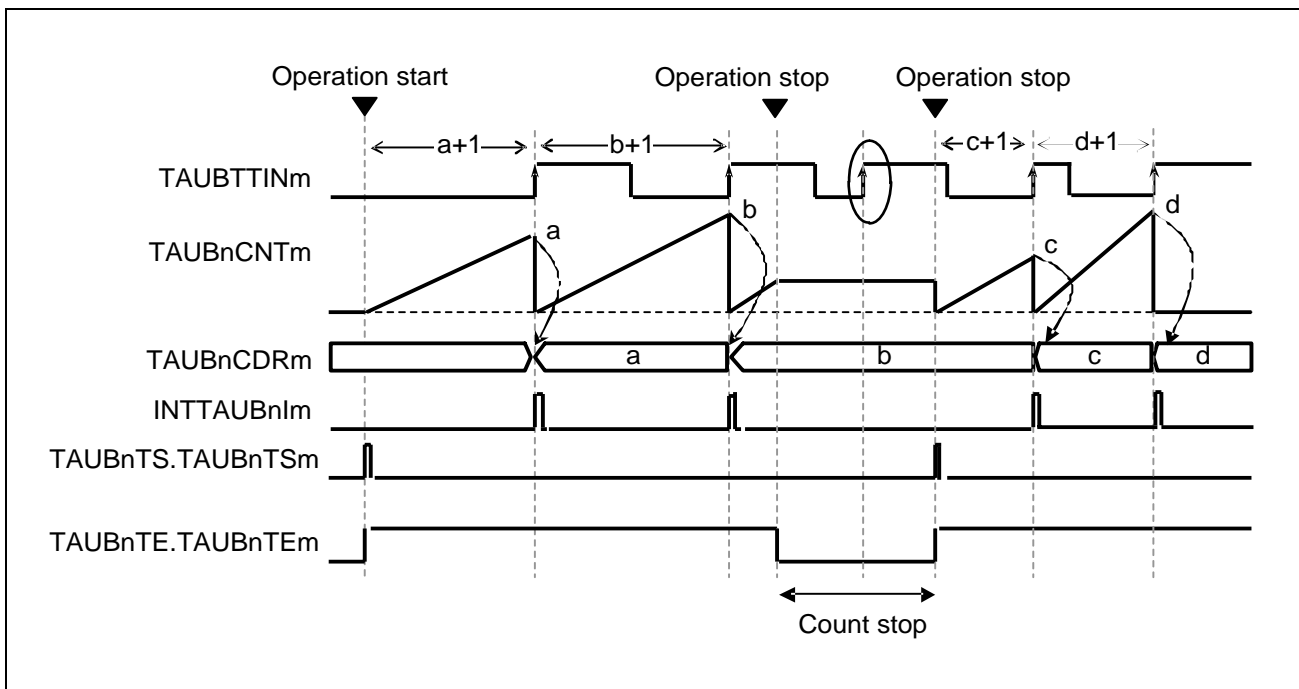 Operation start Operation stop Operation stop
a+1 b+1 c+1 d+1
TAUBTTINm
a b c d
TAUBnCNTm
TAUBnCDRm a b c d
INTTAUBnIm
TAUBnTS.TAUBnTSm
TAUBnTE.TAUBnTEm
Count stop